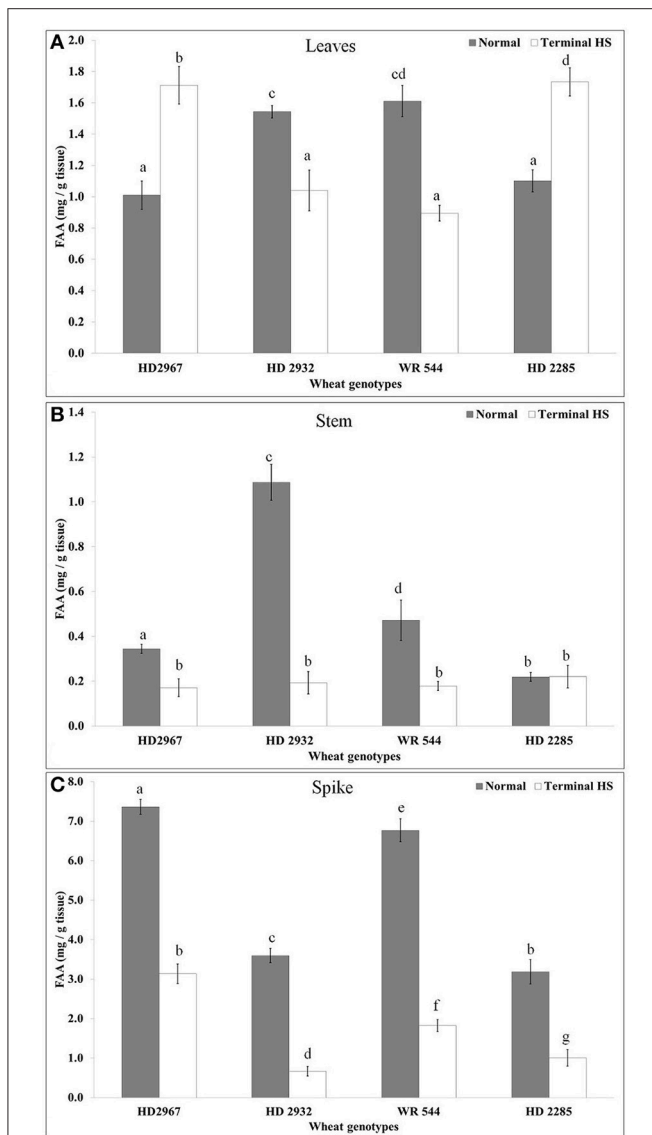 A
Leaves
Normal Terminal HS
FAA (mg / g tissue)
2.0
1.8
1.6
1.4
1.2
1.0
0.8
0.6
0.4
0.2
0.0
a b c a cd a a d
HD2967 HD 2932 WR 544 HD 2285
Wheat genotypes
B
Stem
Normal Terminal HS
FAA (mg / g tissue)
1.4
1.2
1.0
0.8
0.6
0.4
0.2
0.0
a b c b d b b b
HD2967 HD 2932 WR 544 HD 2285
Wheat genotypes
C
Spike
Normal Terminal HS
FAA (mg / g tissue)
8.0
7.0
6.0
5.0
4.0
3.0
2.0
1.0
0.0
a b c d e f b g
HD2967 HD 2932 WR 544 HD 2285
Wheat genotypes